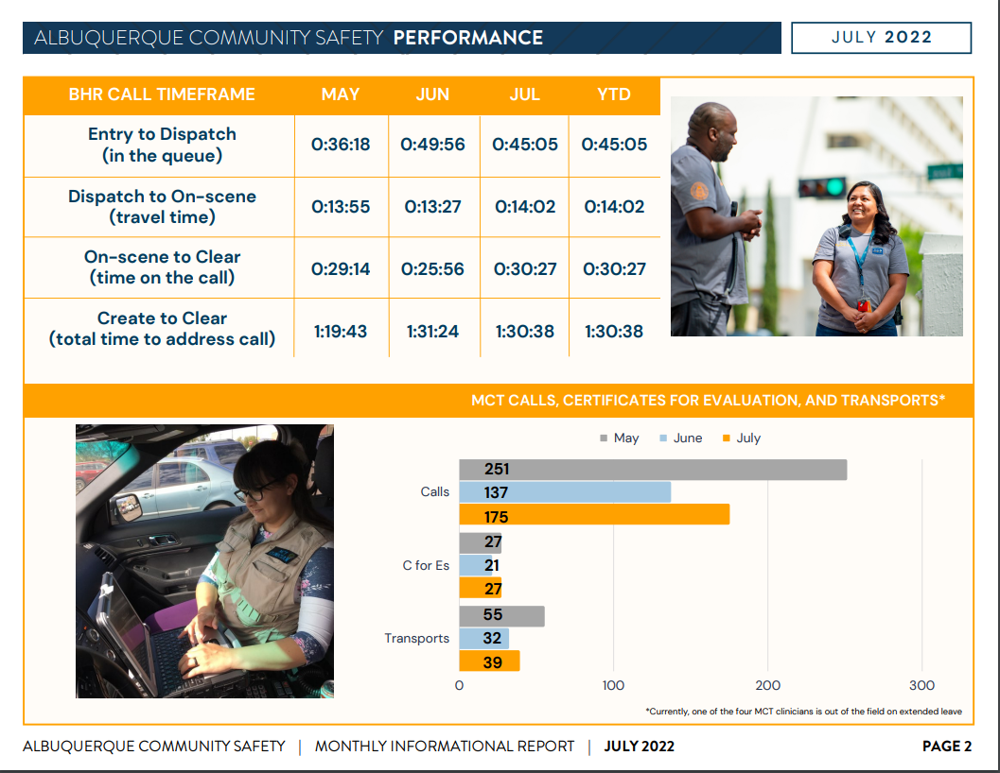 ALBUQUERQUE COMMUNITY SAFETY PERFORMANCE
JULY 2022
BHR CALL TIMEFRAME MAY JUN JUL YTD
Entry to Dispatch
(in the queue)
0:36:18 0:49:56 0:45:05 0:45:05
Dispatch to On-scene
(travel time)
0:13:55 0:13:27 0:14:02 0:14:02
On-scene to Clear
(time on the call)
0:29:14 0:25:56 0:30:27 0:30:27
Create to Clear
(total time to address call)
1:19:43 1:31:24 1:30:38 1:30:38
MCT CALLS, CERTIFICATES FOR EVALUATION, AND TRANSPORTS*
May June July
Calls
251
137
175
C for Es
27
21
27
Transports
55
32
39
0 100 200 300
*Currently, one of the four MCT clinicians is out of the field on extended leave
ALBUQUERQUE COMMUNITY SAFETY | MONTHLY INFORMATIONAL REPORT | JULY 2022
PAGE 2